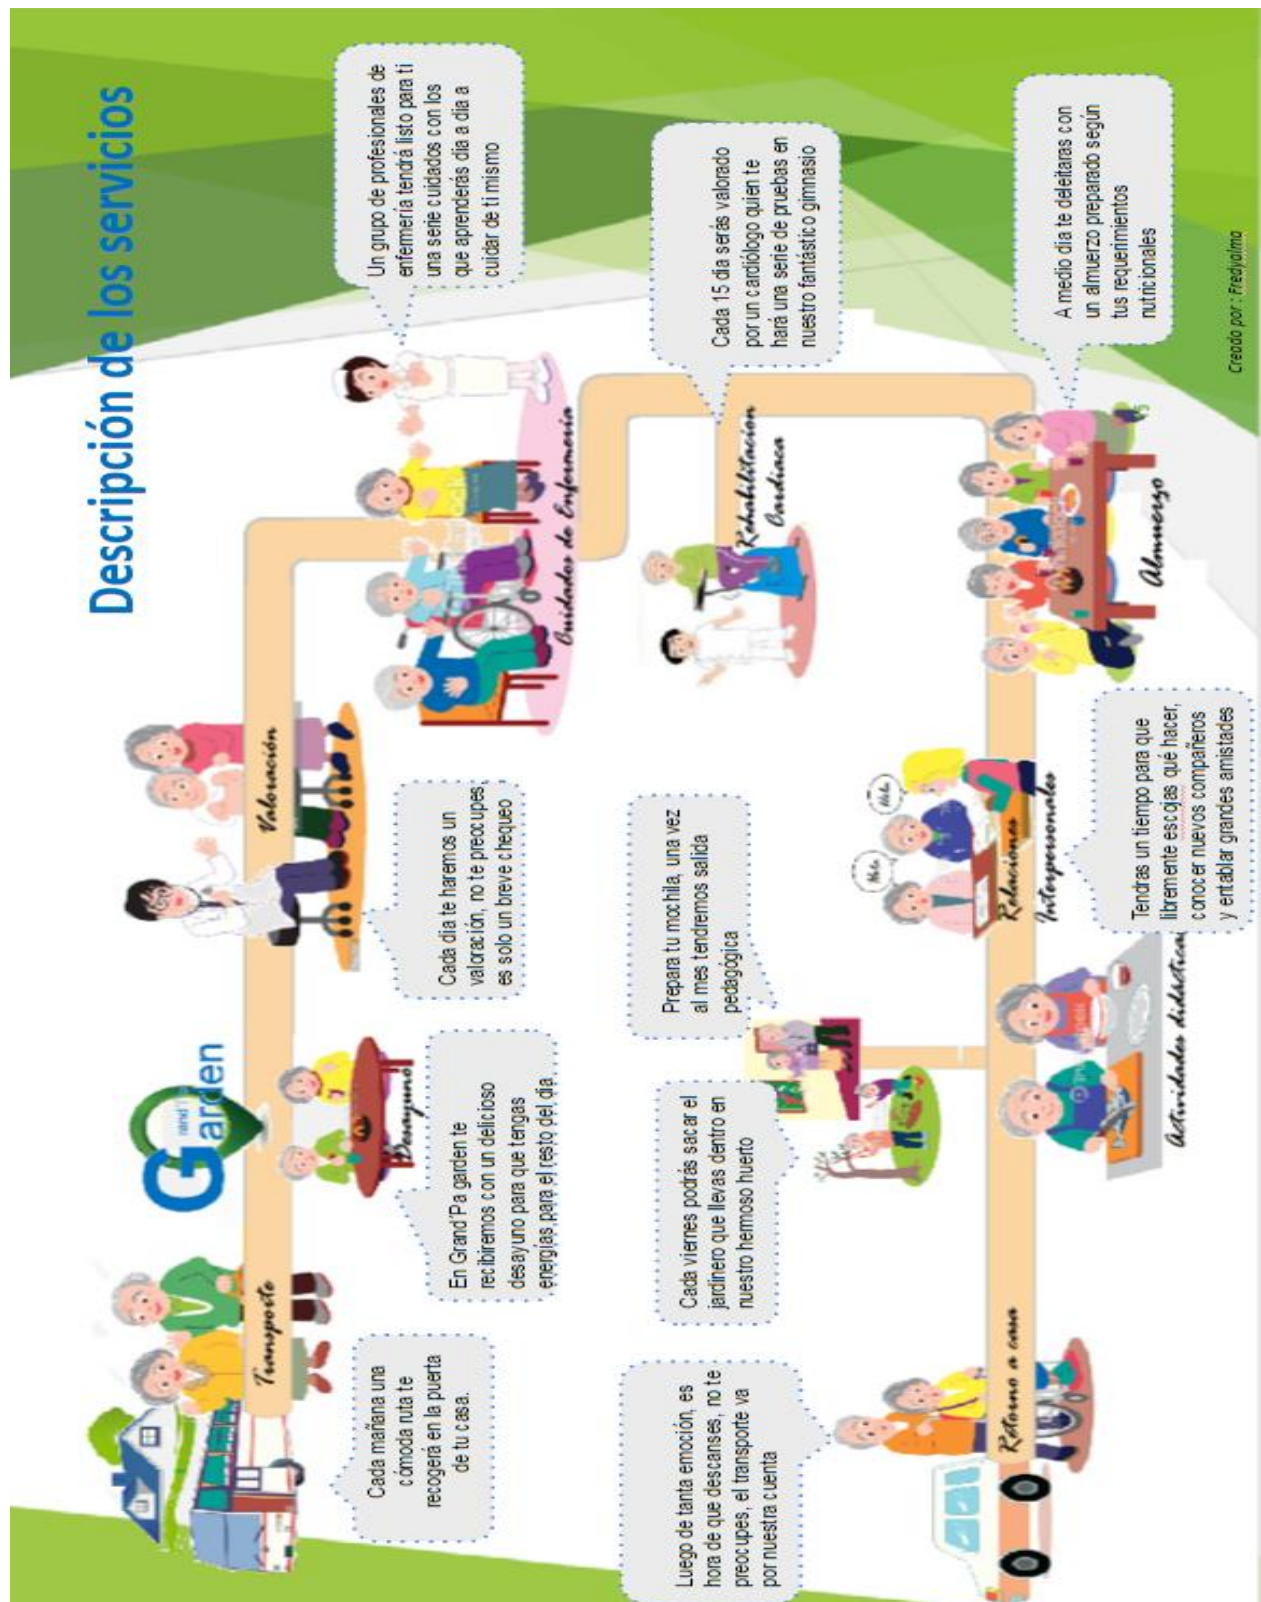 Descripción de los servicios
Transporte
Cada mañana una
cómoda ruta te
recogerá en la puerta
de tu casa.
Grand´Pa
Garden
Desayuno
En Grand´Pa garden te
recibiremos con un delicioso
desayuno para que tengas
energías para el resto del día
Valoración
Cada dia te haremos un
valoración, no te preocupes,
es solo un breve chequeo
Cuidados de Enfermería
Un grupo de profesionales de
enfermería tendrá listo para ti
una serie cuidados con los
que aprenderás dia a dia a
cuidar de ti mismo
Rehabilitacion
Cardiaca
Cada 15 dia serás valorado
por un cardiólogo quien te
hará una serie de pruebas en
nuestro fantástico gimnasio
Almuerzo
A medio día te deleitaras con
un almuerzo preparado según
tus requerimientos
nutricionales
Relaciones
Interpersonales
Hola
Hola
Tendras un tiempo para que
libremente escojas qué hacer,
conocer nuevos compañeros
y entablar grandes amistades
Actividades didacticas
Prepara tu mochila, una vez
al mes tendremos salida
pedagógica
Cada viernes podrás sacar el
jardinero que llevas dentro en
nuestro hermoso huerto
Retorno a casa
Luego de tanta emoción, es
hora de que descanses, no te
preocupes, el transporte va
por nuestra cuenta
Creado por : Fredyalma